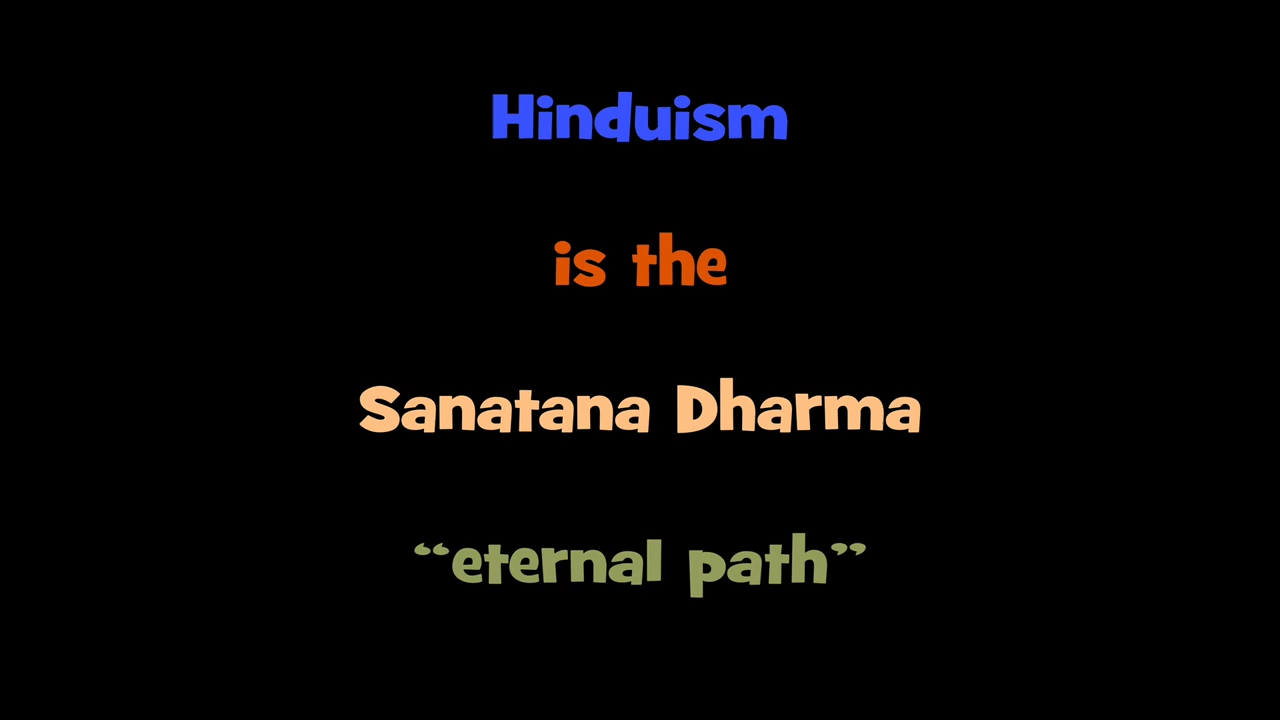 Hinduism
is the
Sanatana Dharma
“eternal path”